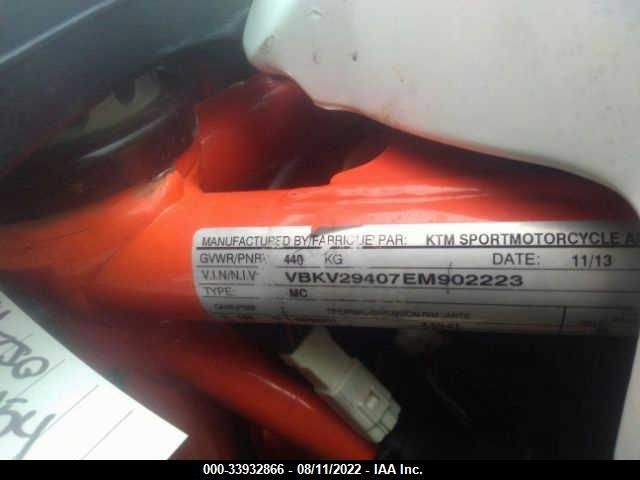 MANUFACTURED BY/FABRIQUE PAR: KTM SPORTMOTORCYCLE
GVWR/PNB 440 KG DATE: 11/13
V.I.N/N.I.V VBKV29407EM902223
TYPE: MC
000-33932866 - 08/11/2022 - IAA Inc.